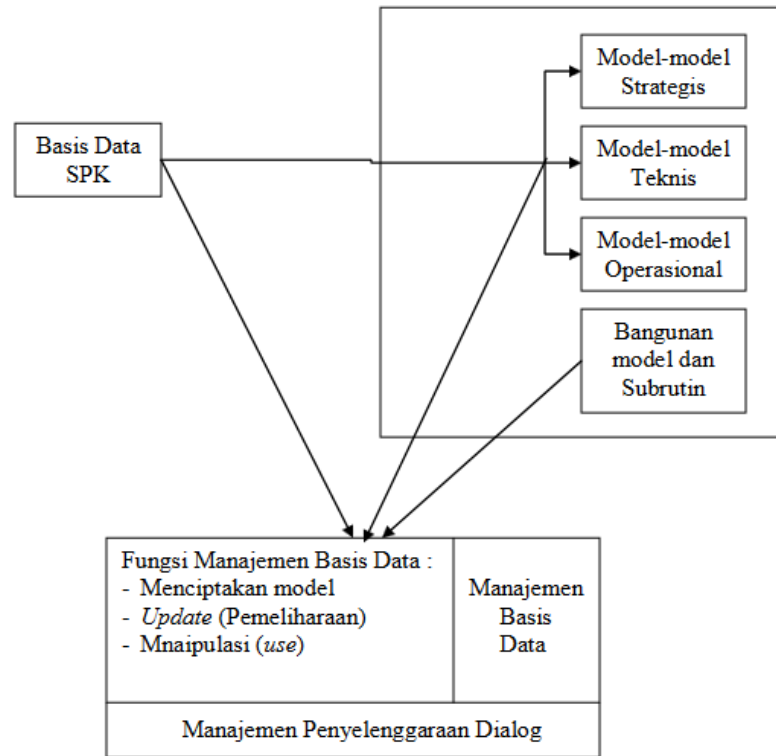 Model-model
Strategis
Basis Data
SPK
Model-model
Teknis
Model-model
Operasional
Bangunan
model dan
Subrutin
Fungsi Manajemen Basis Data :
- Menciptakan model
- Update (Pemeliharaan)
- Mnaipulasi (use)
Manajemen
Basis
Data
Manajemen Penyelenggaraan Dialog